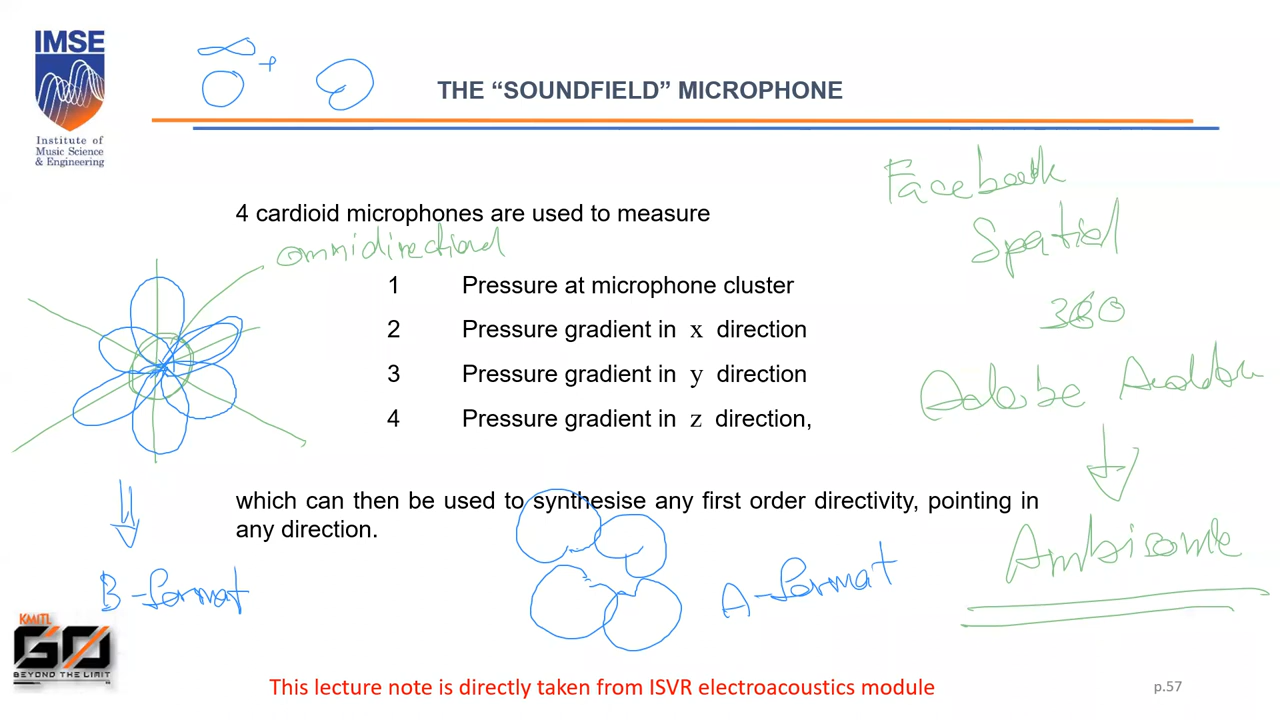 IMSE
Institute of
Music Science
& Engineering
THE “SOUNDFIELD” MICROPHONE
4 cardioid microphones are used to measure
omnidirectional
1 Pressure at microphone cluster
2 Pressure gradient in x direction
3 Pressure gradient in y direction
4 Pressure gradient in z direction,
which can then be used to synthesise any first order directivity, pointing in
any direction.
Facebook
Spatial
360
Adobe
Ambisonic
B-format
A-format
KMITL
GO
BEYOND THE LIMIT
This lecture note is directly taken from ISVR electroacoustics module
p.57